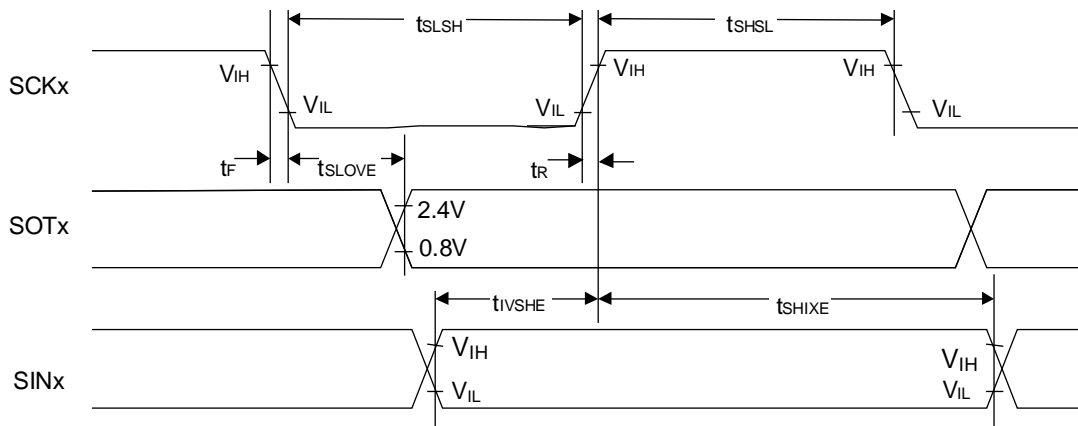 tSLSH
tSHSL
SCKx
VIH
VIL
VIL
VIH
VIH
VIL
tF
tSLOVE
tR
SOTx
2.4V
0.8V
tIVSHE
tSHIXE
SINx
VIH
VIL
VIH
VIL